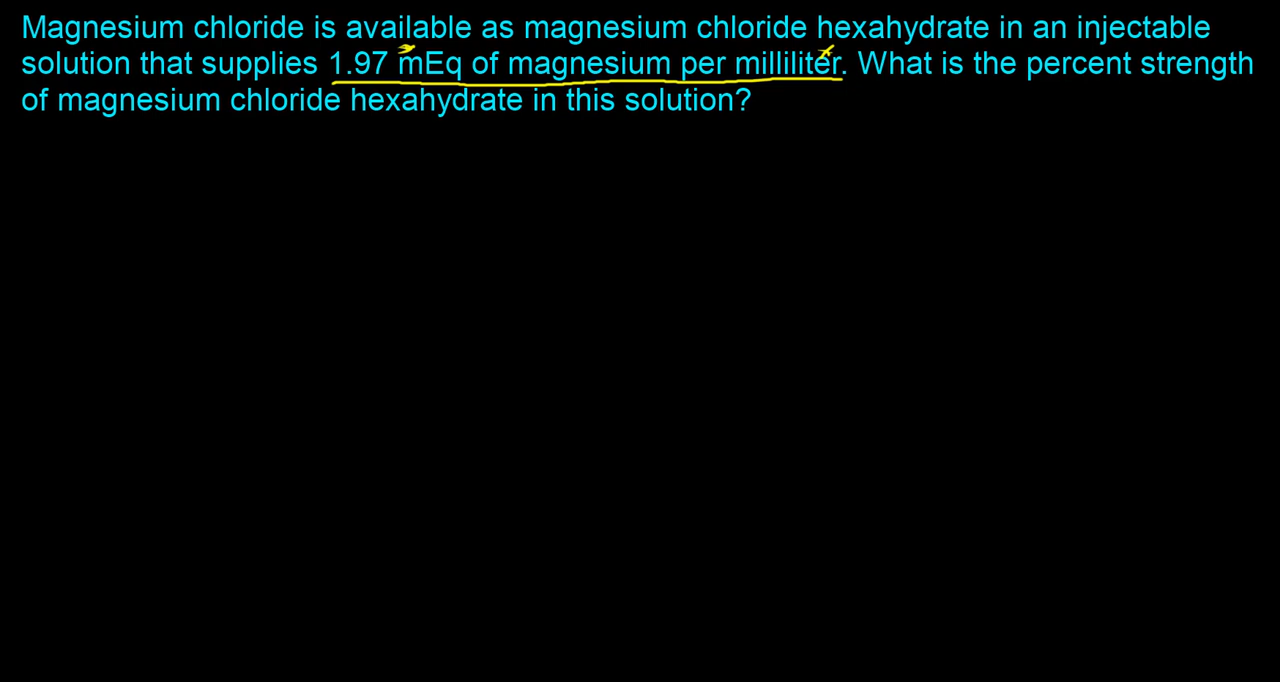 Magnesium chloride is available as magnesium chloride hexahydrate in an injectable
solution that supplies 1.97 mEq of magnesium per milliliter. What is the percent strength
of magnesium chloride hexahydrate in this solution?